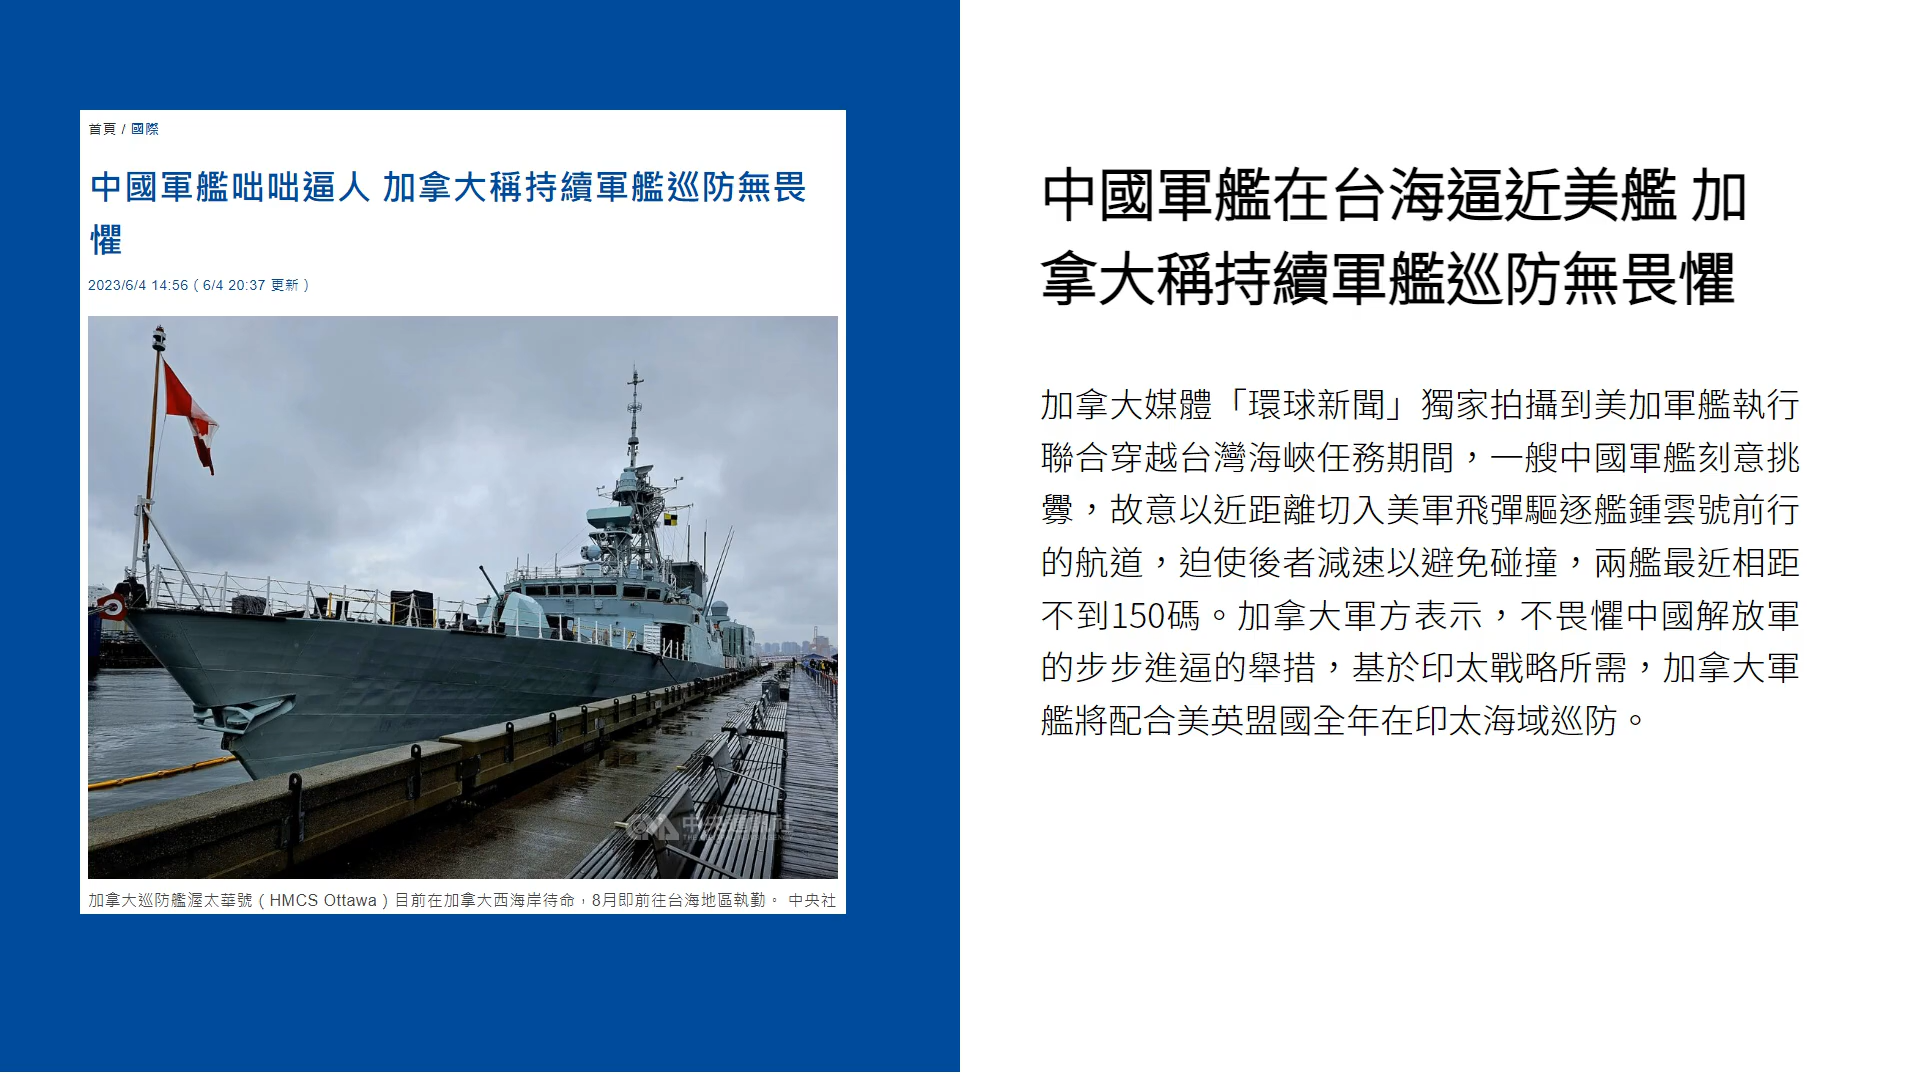 首頁 / 國際
中國軍艦咄咄逼人 加拿大稱持續軍艦巡防無畏
懼
2023/6/4 14:56（6/4 20:37 更新）
中央通訊社
加拿大巡防艦渥太華號（HMCS Ottawa）目前在加拿大西海岸待命，8月即前往台海地區執勤。 中央社
中國軍艦在台海逼近美艦 加
拿大稱持續軍艦巡防無畏懼
加拿大媒體「環球新聞」獨家拍攝到美加軍艦執行
聯合穿越台灣海峽任務期間，一艘中國軍艦刻意挑
釁，故意以近距離切入美軍飛彈驅逐艦鍾雲號前行
的航道，迫使後者減速以避免碰撞，兩艦最近相距
不到150碼。加拿大軍方表示，不畏懼中國解放軍
的步步進逼的舉措，基於印太戰略所需，加拿大軍
艦將配合美英盟國全年在印太海域巡防。